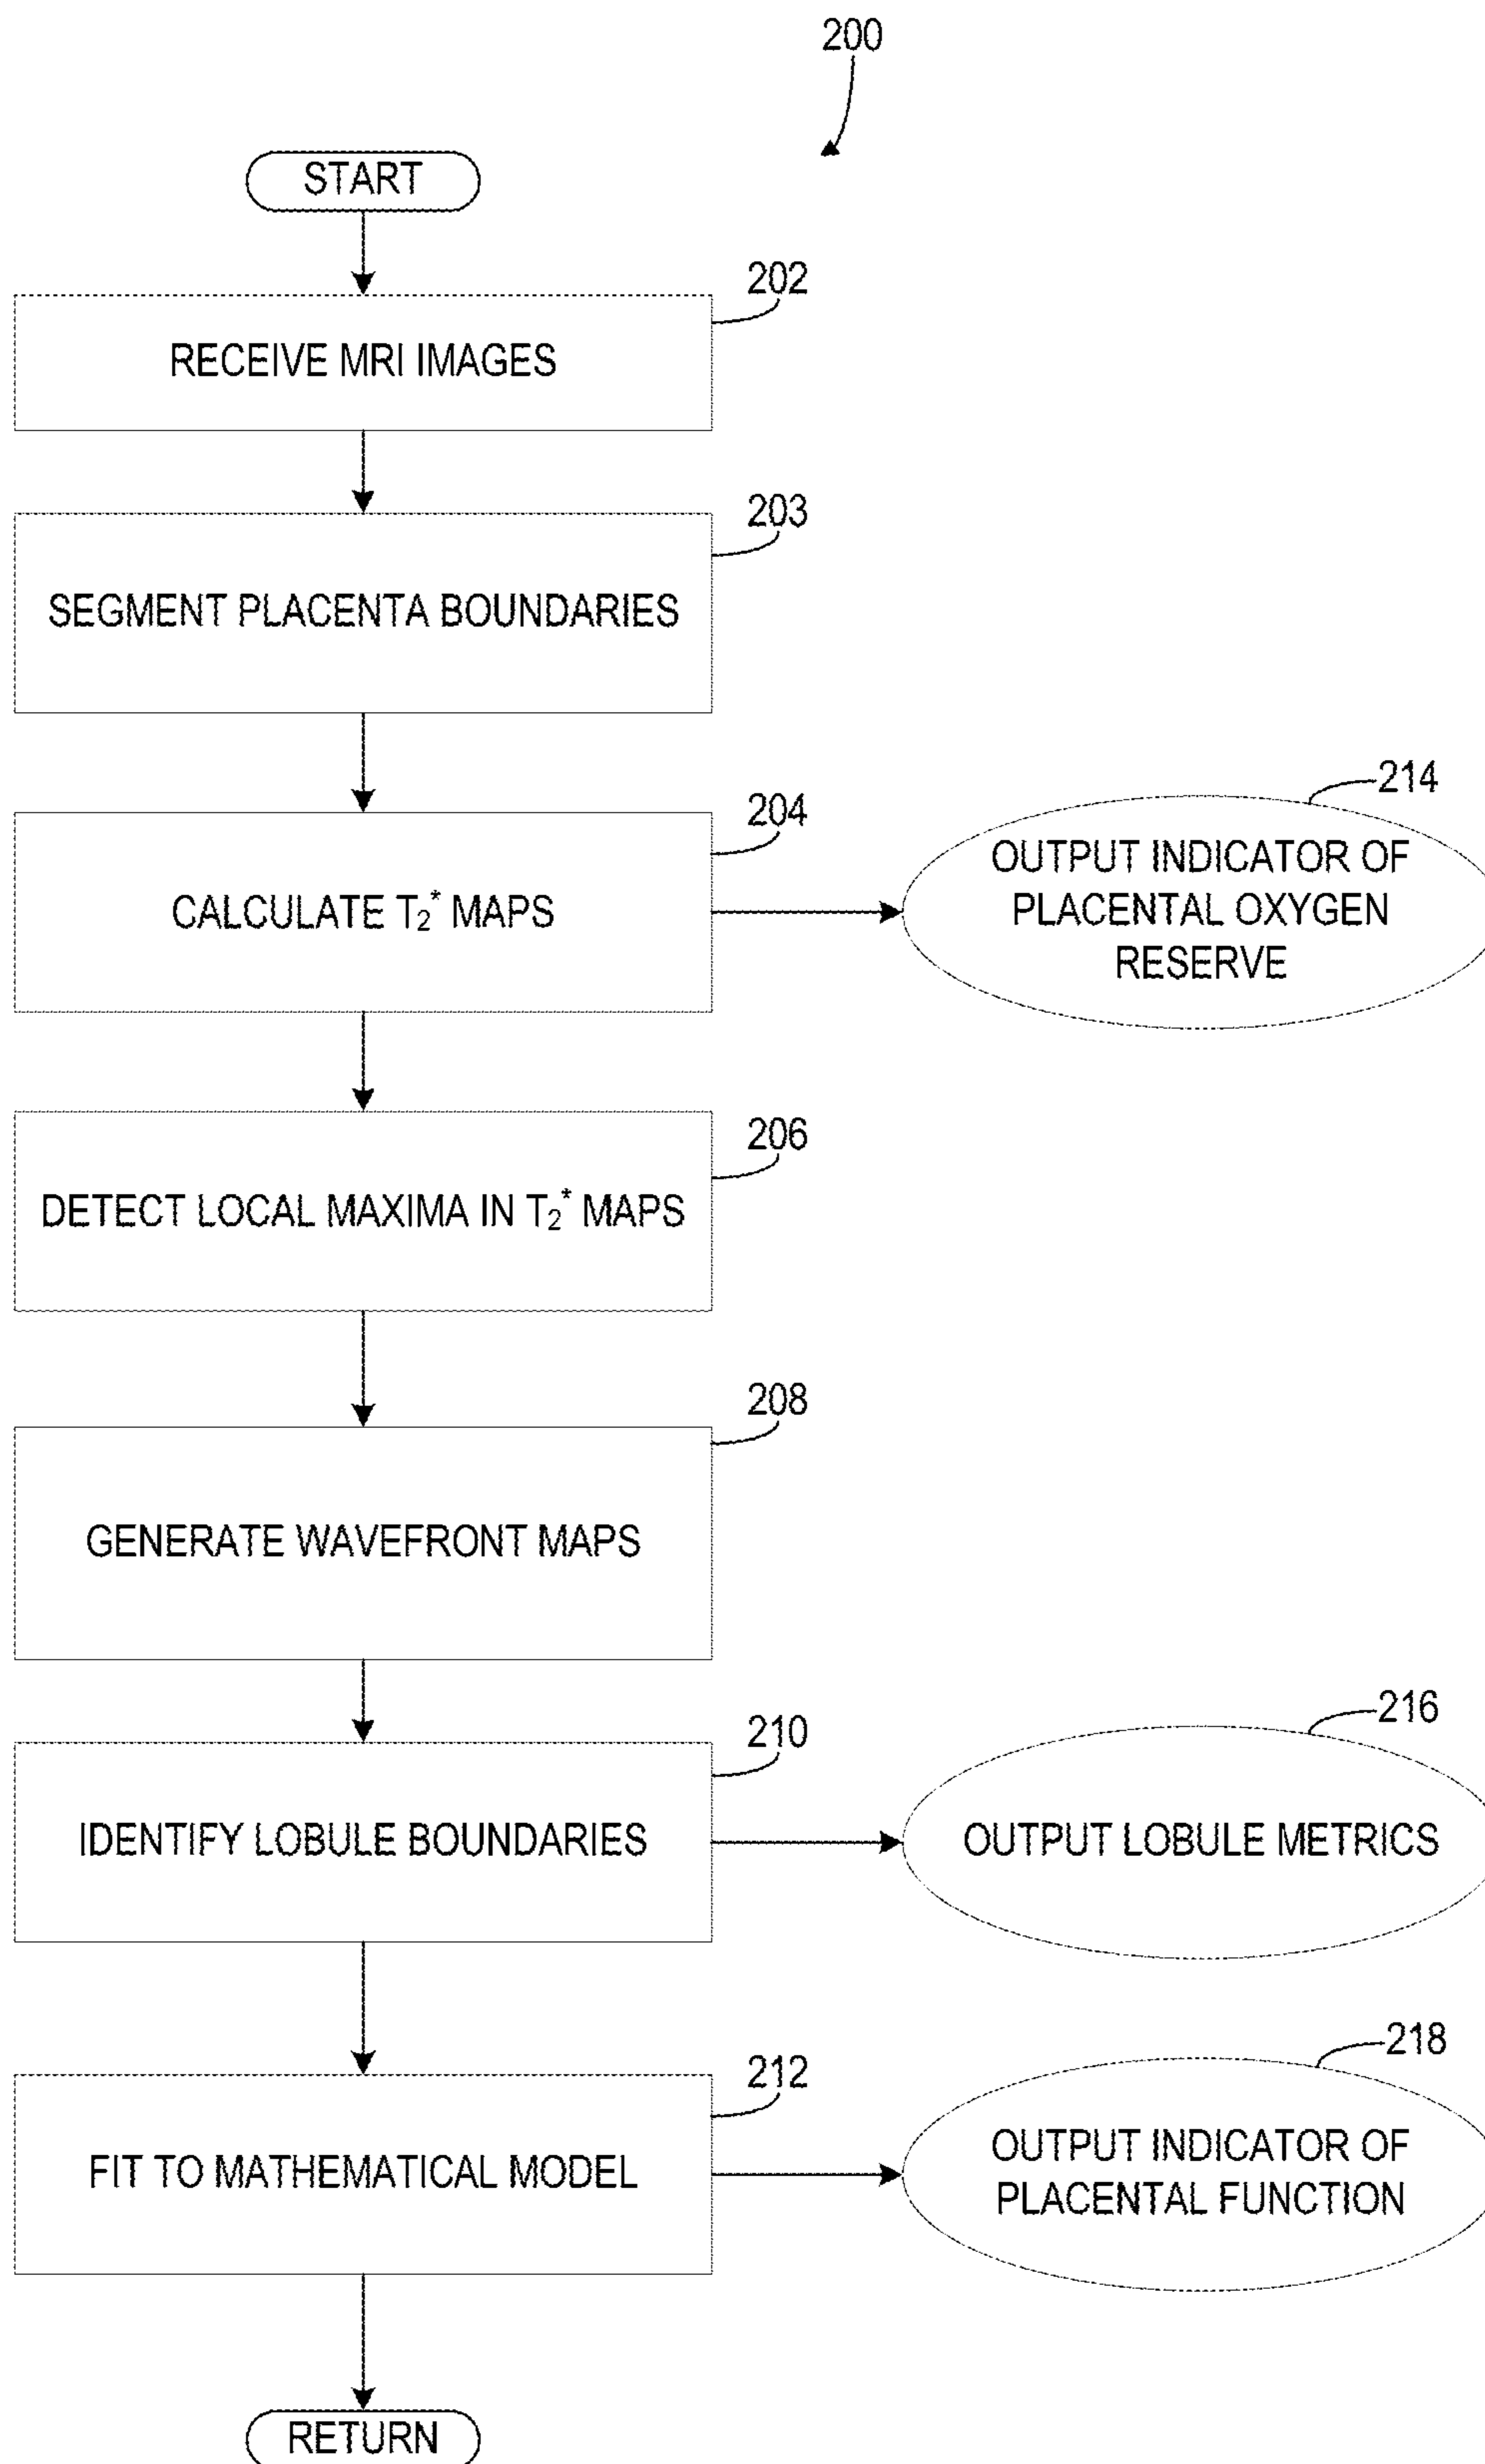 200
START
202
RECEIVE MRI IMAGES
203
SEGMENT PLACENTA BOUNDARIES
204
CALCULATE T₂* MAPS
214
OUTPUT INDICATOR OF
PLACENTAL OXYGEN
RESERVE
206
DETECT LOCAL MAXIMA IN T₂* MAPS
208
GENERATE WAVEFRONT MAPS
210
IDENTIFY LOBULE BOUNDARIES
216
OUTPUT LOBULE METRICS
212
FIT TO MATHEMATICAL MODEL
218
OUTPUT INDICATOR OF
PLACENTAL FUNCTION
RETURN